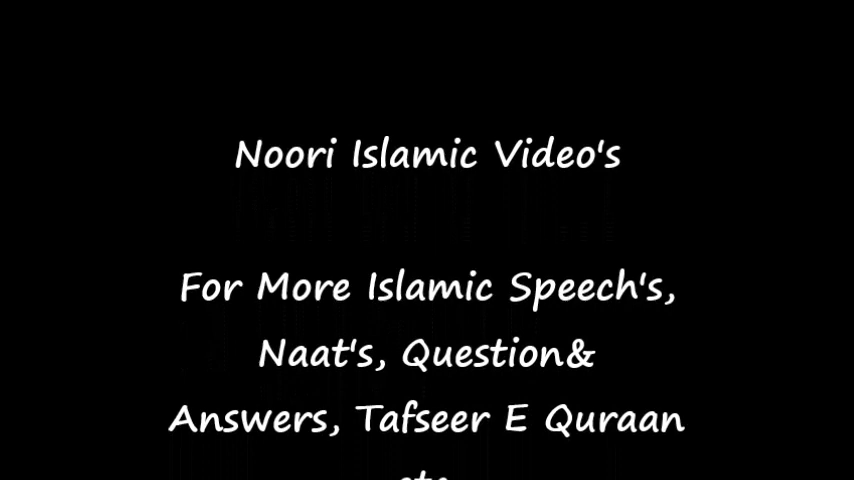 Noori Islamic Video's
For More Islamic Speech's,
Naat's, Question&
Answers, Tafseer E Quraan